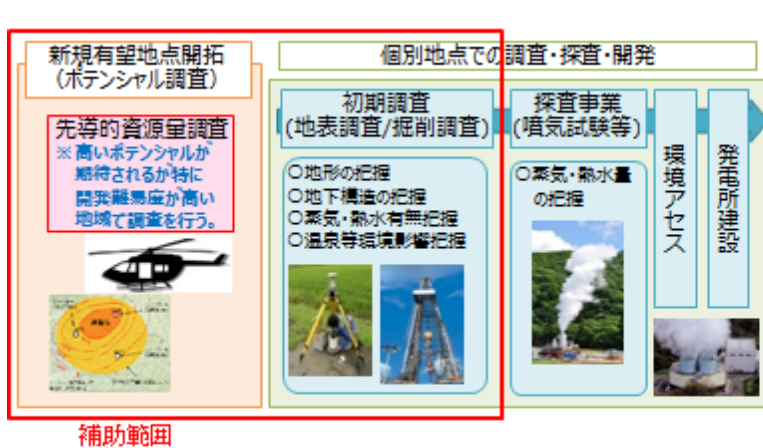 新規有望地点開拓
(ポテンシャル調査)
先導的資源量調査
※高いポテンシャルが
期待されるが特に
開発難易度が高い
地域で調査を行う。
個別地点での調査・探査・開発
初期調査
(地表調査/掘削調査)
○地形の把握
○地下構造の把握
○蒸気・熱水有無把握
○温泉等環境影響把握
探査事業
(噴気試験等)
○蒸気・熱水量
の把握
環境アセス
発電所建設
補助範囲